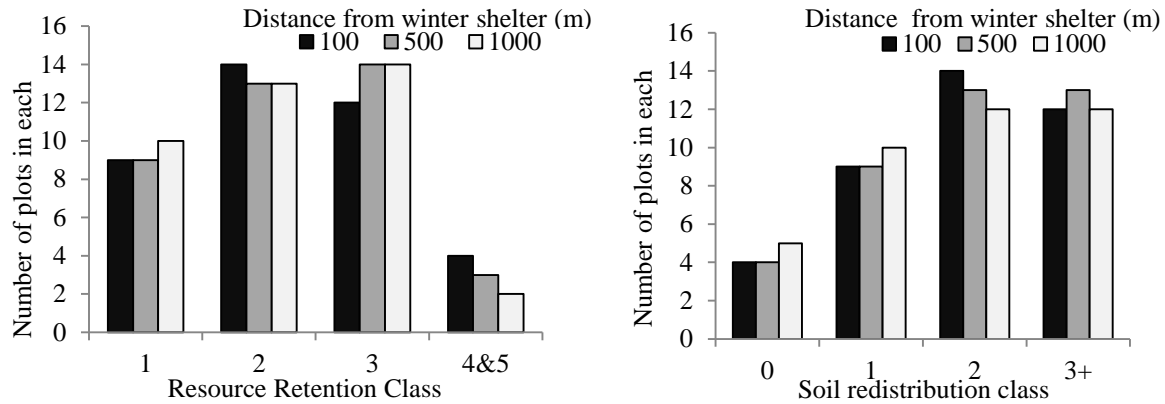 Distance from winter shelter (m)
100 500 1000
Number of plots in each
16
14
12
10
8
6
4
2
0
1 2 3 4&5
Resource Retention Class
Distance from winter shelter (m)
100 500 1000
Number of plots in each
16
14
12
10
8
6
4
2
0
0 1 2 3+
Soil redistribution class